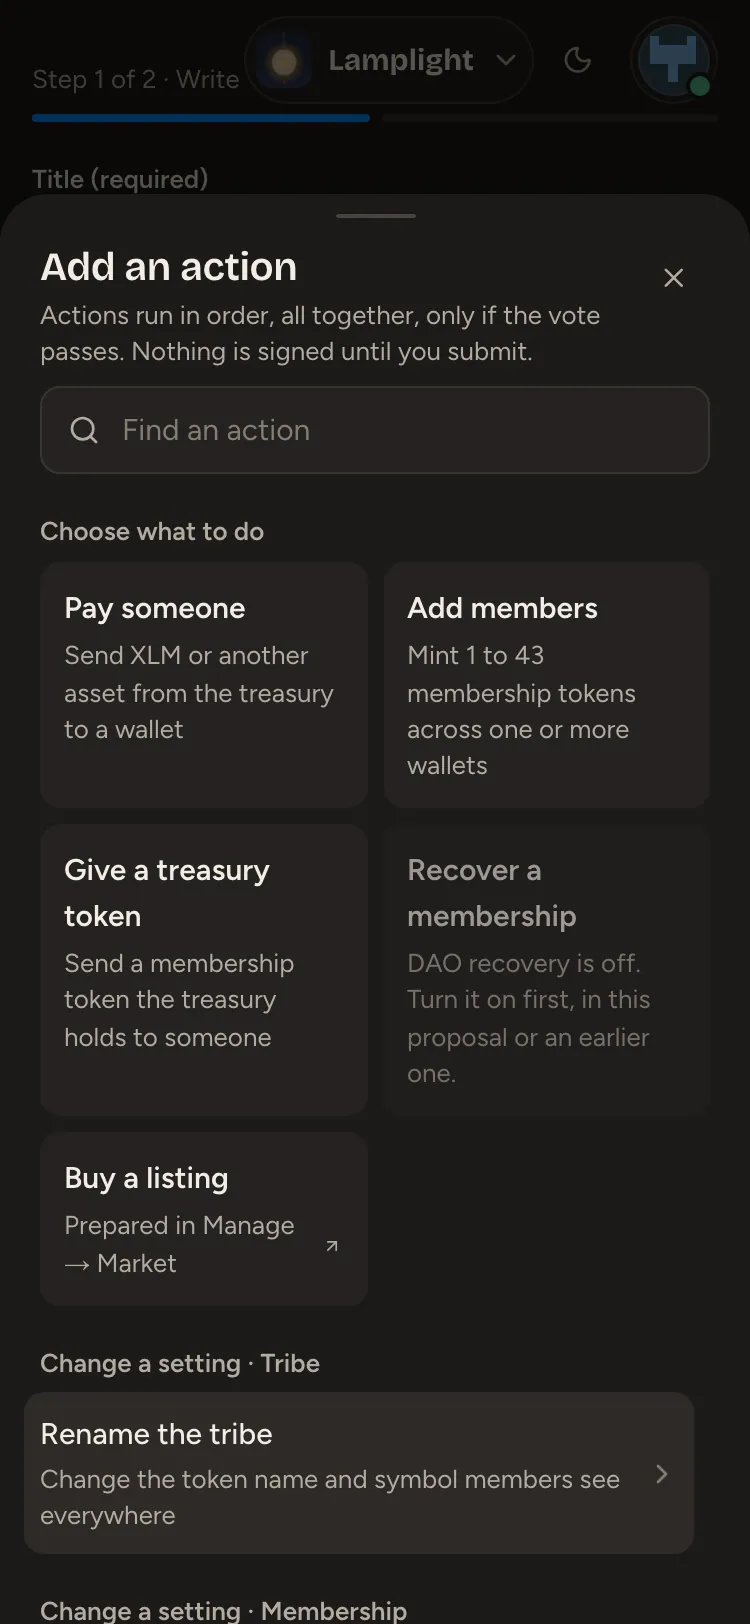 Step 1 of 2 · Write
Lamplight
Title (required)
Add an action
Actions run in order, all together, only if the vote
passes. Nothing is signed until you submit.
Find an action
Choose what to do
Pay someone
Send XLM or another
asset from the treasury
to a wallet
Add members
Mint 1 to 43
membership tokens
across one or more
wallets
Give a treasury
token
Send a membership
token the treasury
holds to someone
Recover a
membership
DAO recovery is off.
Turn it on first, in this
proposal or an earlier
one.
Buy a listing
Prepared in Manage
→ Market
Change a setting · Tribe
Rename the tribe
Change the token name and symbol members see
everywhere
Change a setting · Membership